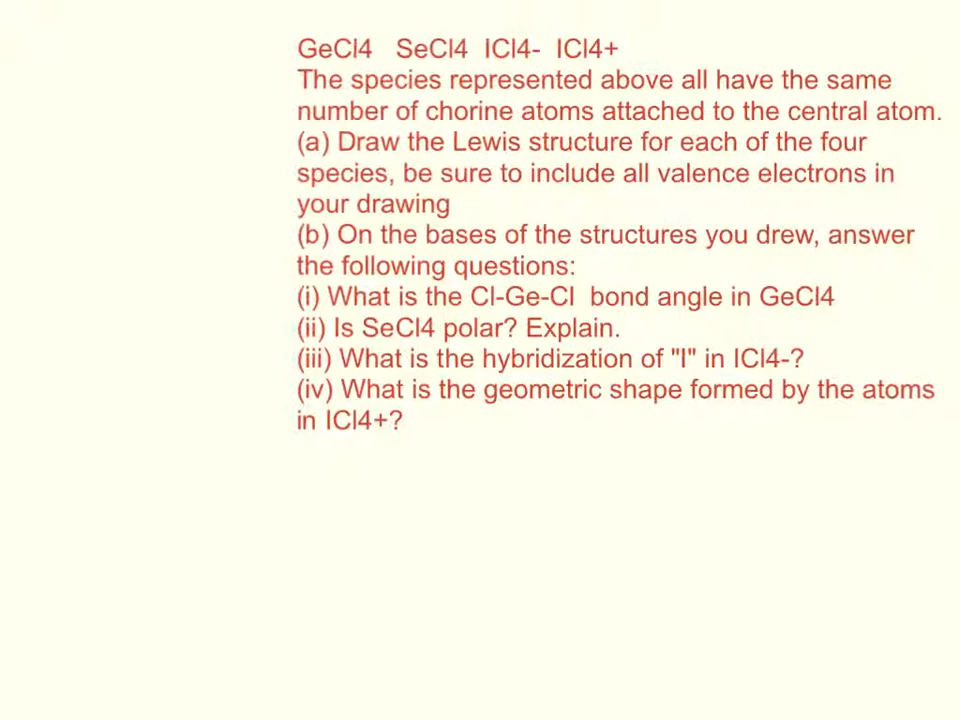 GeCl4 SeCl4 ICl4- ICl4+
The species represented above all have the same
number of chorine atoms attached to the central atom.
(a) Draw the Lewis structure for each of the four
species, be sure to include all valence electrons in
your drawing
(b) On the bases of the structures you drew, answer
the following questions:
(i) What is the Cl-Ge-Cl bond angle in GeCl4
(ii) Is SeCl4 polar? Explain.
(iii) What is the hybridization of "I" in ICl4-?
(iv) What is the geometric shape formed by the atoms
in ICl4+?